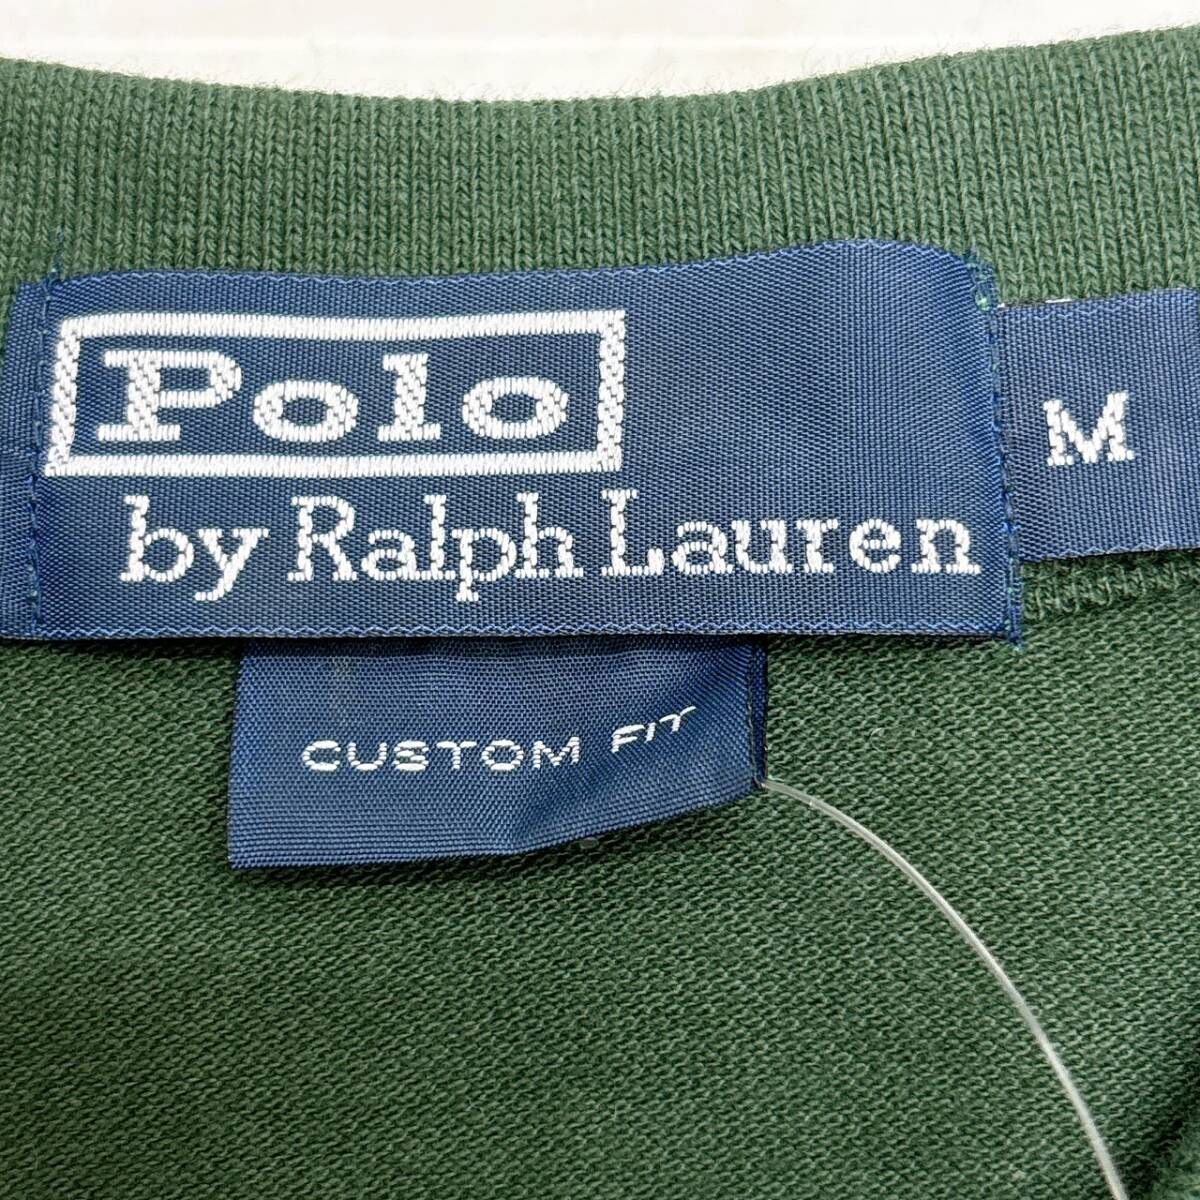 Polo
by Ralph Lauren
M
CUSTOM FIT